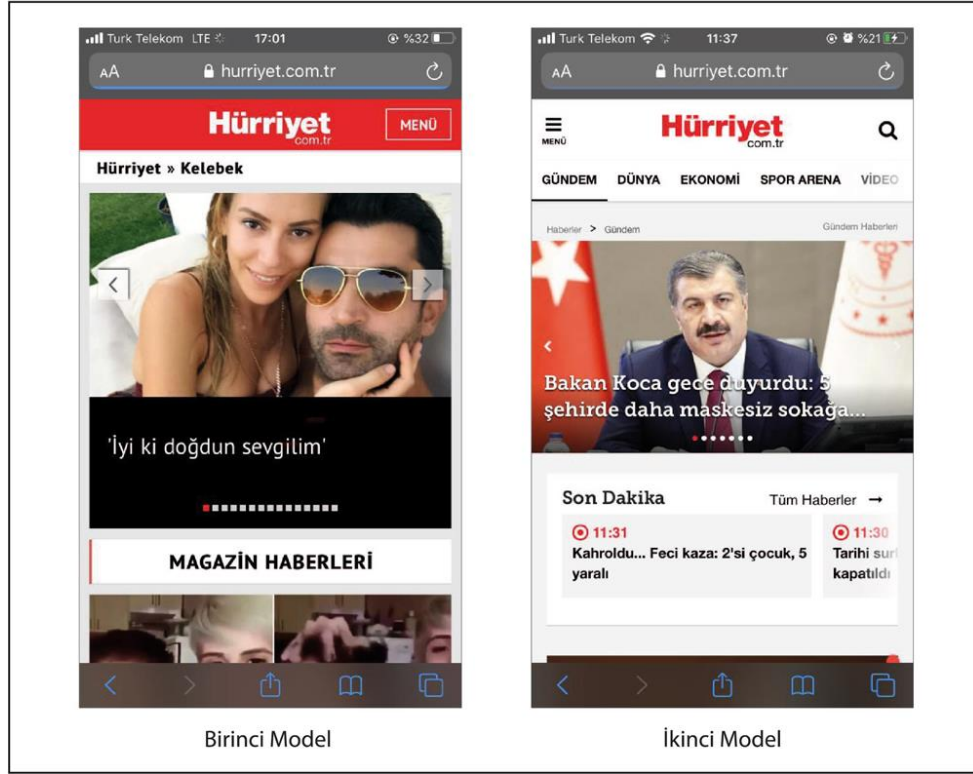 Turk Telekom LTE 17:01 %32
AA hurriyet.com.tr
Hürriyet
com.tr
MENÜ
Hürriyet » Kelebek
'İyi ki doğdun sevgilim'
MAGAZİN HABERLERİ
Birinci Model
Turk Telekom 11:37 %21
AA hurriyet.com.tr
MENÜ
Hürriyet
com.tr
GÜNDEM DÜNYA EKONOMİ SPOR ARENA VİDEO
Haberler > Gündem Gündem Haberleri
Bakan Koca gece duyurdu: 5
şehirde daha maskesiz sokağa...
Son Dakika Tüm Haberler →
11:31
Kahroldu... Feci kaza: 2'si çocuk, 5
yaralı
11:30
Tarihi surl
kapatıldı
İkinci Model